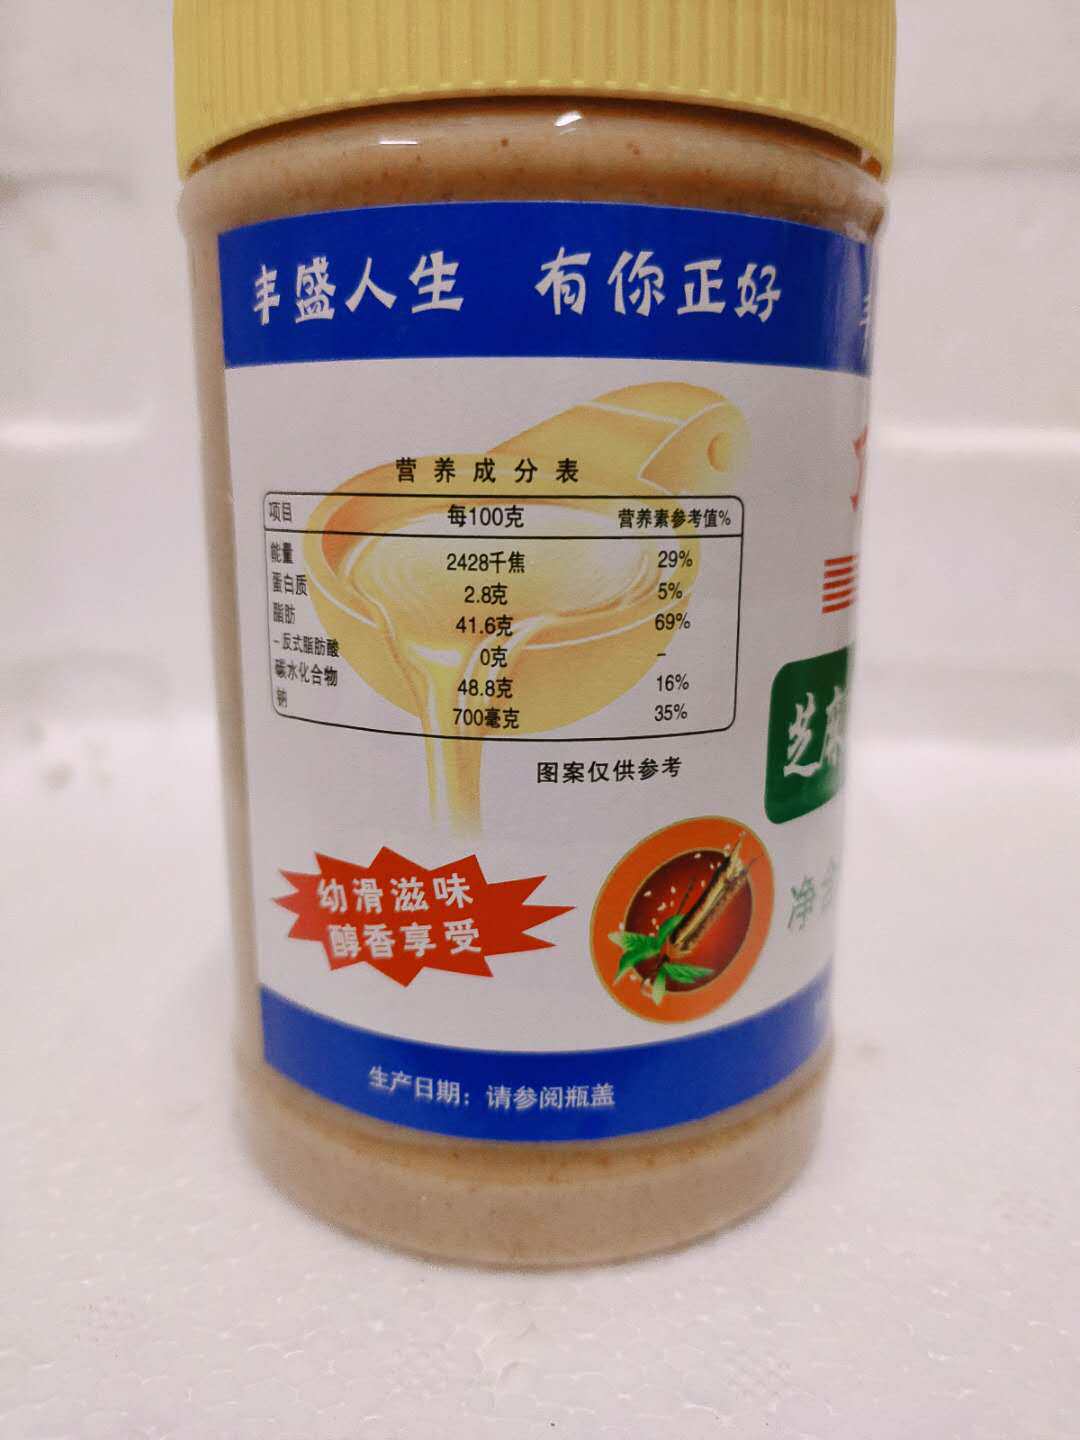 丰盛人生 有你正好
营养成分表
项目 每100克 营养素参考值%
能量 2428千焦 29%
蛋白质 2.8克 5%
脂肪 41.6克 69%
-反式脂肪酸 0克 -
碳水化合物 48.8克 16%
钠 700毫克 35%
图案仅供参考
芝
幼滑滋味
醇香享受
净含
生产日期：请参阅瓶盖